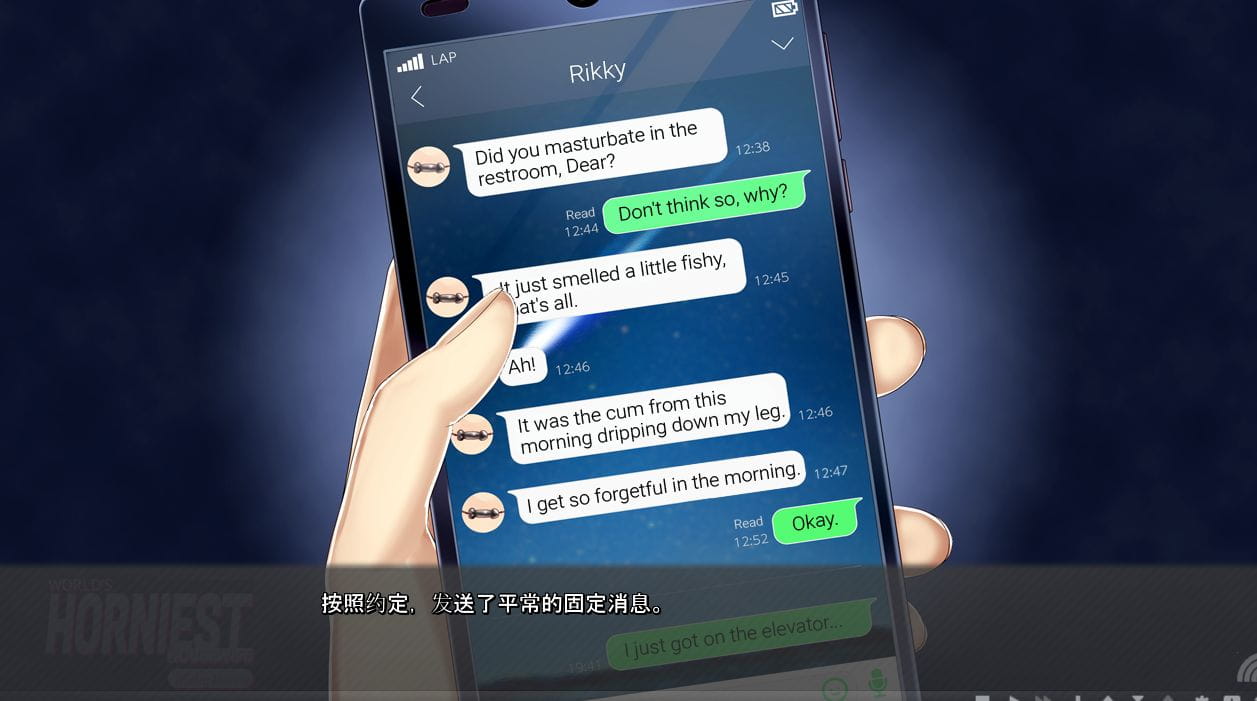 LAP
Rikky
Did you masturbate in the
restroom, Dear?
12:38
Don't think so, why?
Read
12:44
It just smelled a little fishy,
at's all.
12:45
Ah!
12:46
It was the cum from this
morning dripping down my leg.
12:46
I get so forgetful in the morning.
12:47
Okay.
Read
12:52
按照约定，发送了平常的固定消息。
I just got on the elevator...
19:41
WORLD'S
HORNIEST